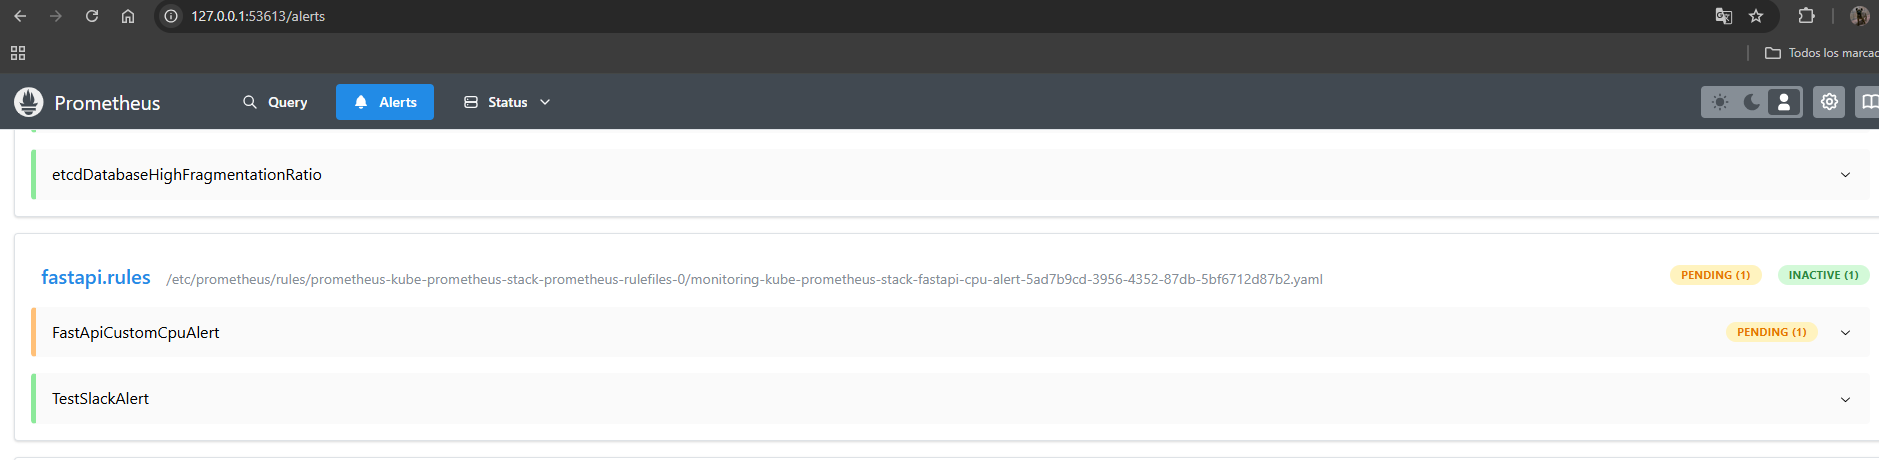 127.0.0.1:53613/alerts
Todos los marcad
Prometheus Query Alerts Status
etcdDatabaseHighFragmentationRatio
fastapi.rules /etc/prometheus/rules/prometheus-kube-prometheus-stack-prometheus-rulefiles-0/monitoring-kube-prometheus-stack-fastapi-cpu-alert-5ad7b9cd-3956-4352-87db-5bf6712d87b2.yaml PENDING (1) INACTIVE (1)
FastApiCustomCpuAlert PENDING (1)
TestSlackAlert